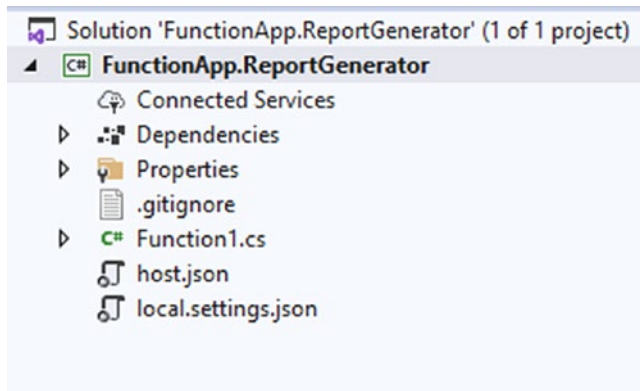 Solution 'FunctionApp.ReportGenerator' (1 of 1 project)
C# FunctionApp.ReportGenerator
Connected Services
Dependencies
Properties
.gitignore
C# Function1.cs
host.json
local.settings.json